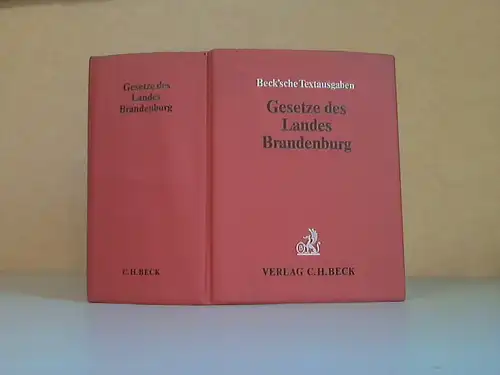 Gesetze des
Landes
Brandenburg
C.H.BECK
Beck'sche Textausgaben
Gesetze des
Landes
Brandenburg
VERLAG C.H.BECK